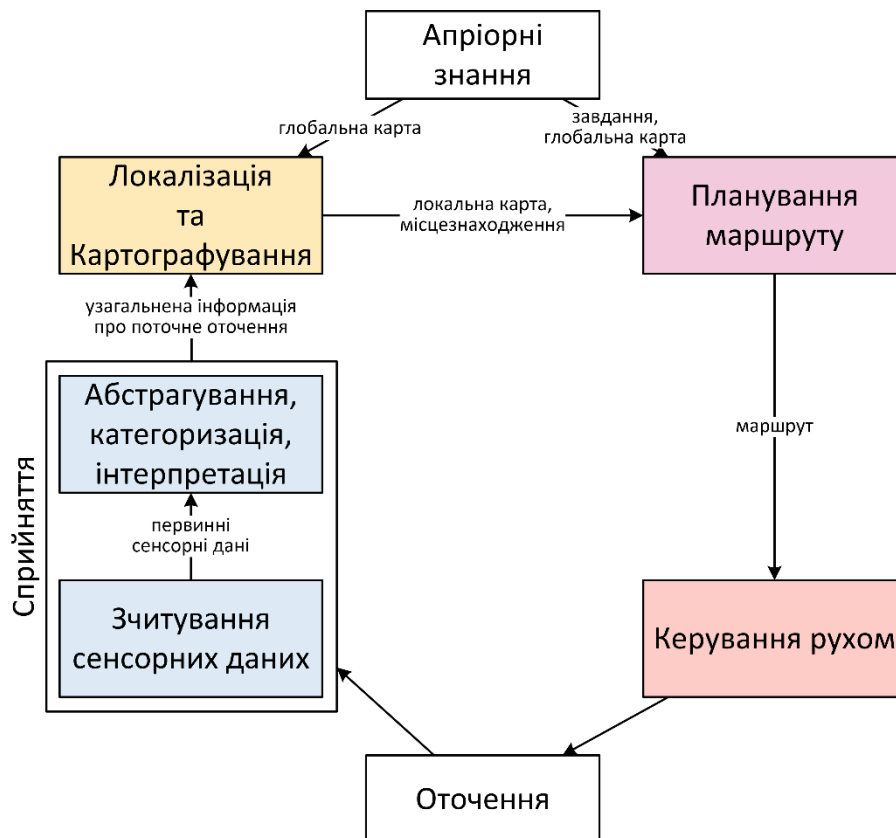 Апріорні
знання
глобальна карта
завдання,
глобальна карта
Локалізація
та
Картографування
локальна карта,
місцезнаходження
Планування
маршруту
узагальнена інформація
про поточне оточення
Сприйняття
Абстрагування,
категоризація,
інтерпретація
маршрут
первинні
сенсорні дані
Зчитування
сенсорних даних
Керування рухом
Оточення